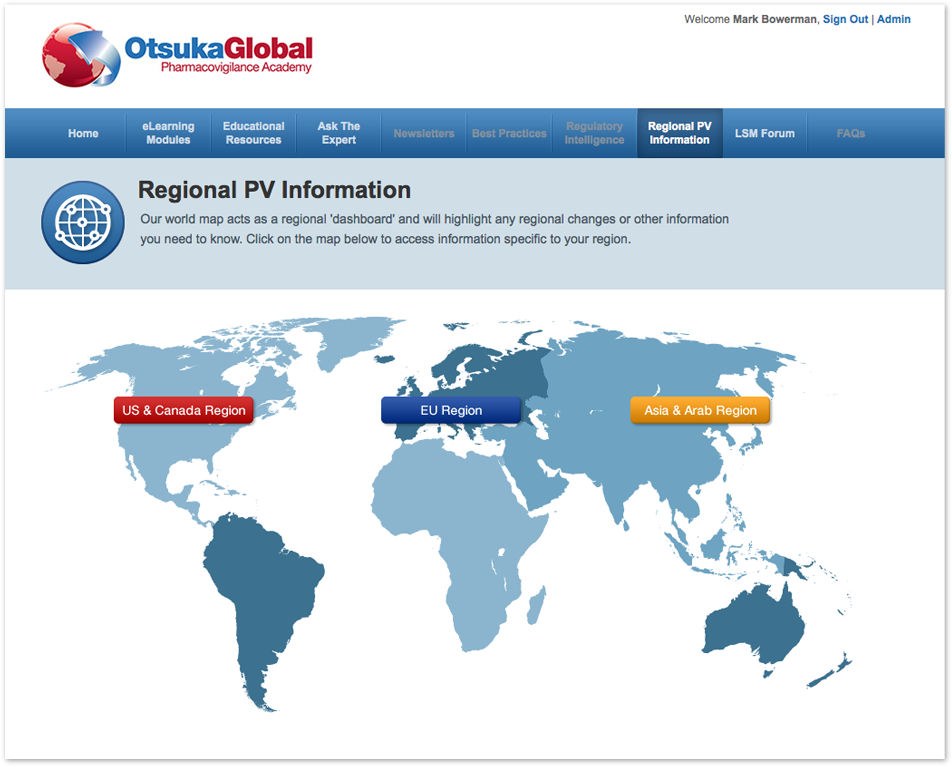 Welcome Mark Bowerman, Sign Out | Admin
OtsukaGlobal
Pharmacovigilance Academy
Home
eLearning
Modules
Educational
Resources
Ask The
Expert
Newsletters
Best Practices
Regulatory
Intelligence
Regional PV
Information
LSM Forum
FAQs
Regional PV Information
Our world map acts as a regional 'dashboard' and will highlight any regional changes or other information
you need to know. Click on the map below to access information specific to your region.
US & Canada Region
EU Region
Asia & Arab Region